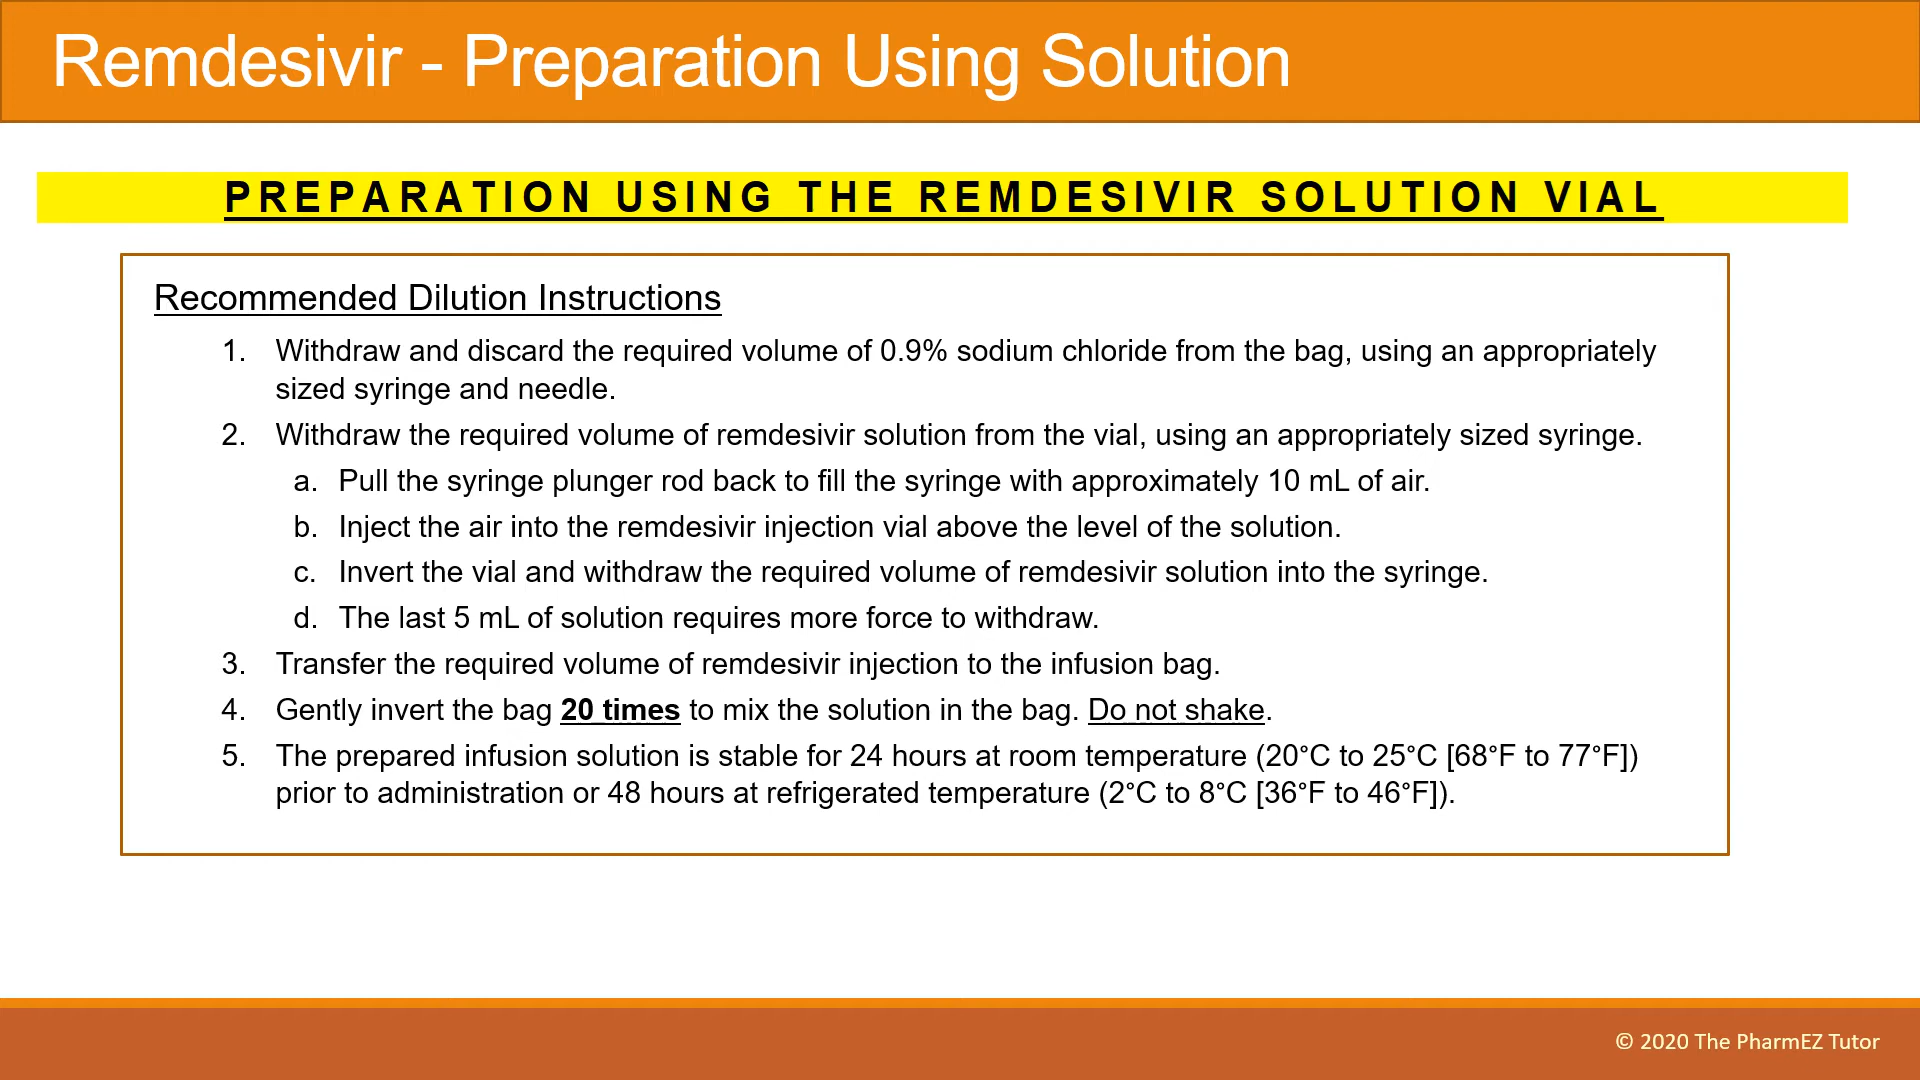 Remdesivir - Preparation Using Solution
PREPARATION USING THE REMDESIVIR SOLUTION VIAL
Recommended Dilution Instructions
1. Withdraw and discard the required volume of 0.9% sodium chloride from the bag, using an appropriately
sized syringe and needle.
2. Withdraw the required volume of remdesivir solution from the vial, using an appropriately sized syringe.
a. Pull the syringe plunger rod back to fill the syringe with approximately 10 mL of air.
b. Inject the air into the remdesivir injection vial above the level of the solution.
c. Invert the vial and withdraw the required volume of remdesivir solution into the syringe.
d. The last 5 mL of solution requires more force to withdraw.
3. Transfer the required volume of remdesivir injection to the infusion bag.
4. Gently invert the bag 20 times to mix the solution in the bag. Do not shake.
5. The prepared infusion solution is stable for 24 hours at room temperature (20°C to 25°C [68°F to 77°F])
prior to administration or 48 hours at refrigerated temperature (2°C to 8°C [36°F to 46°F]).
© 2020 The PharmEZ Tutor